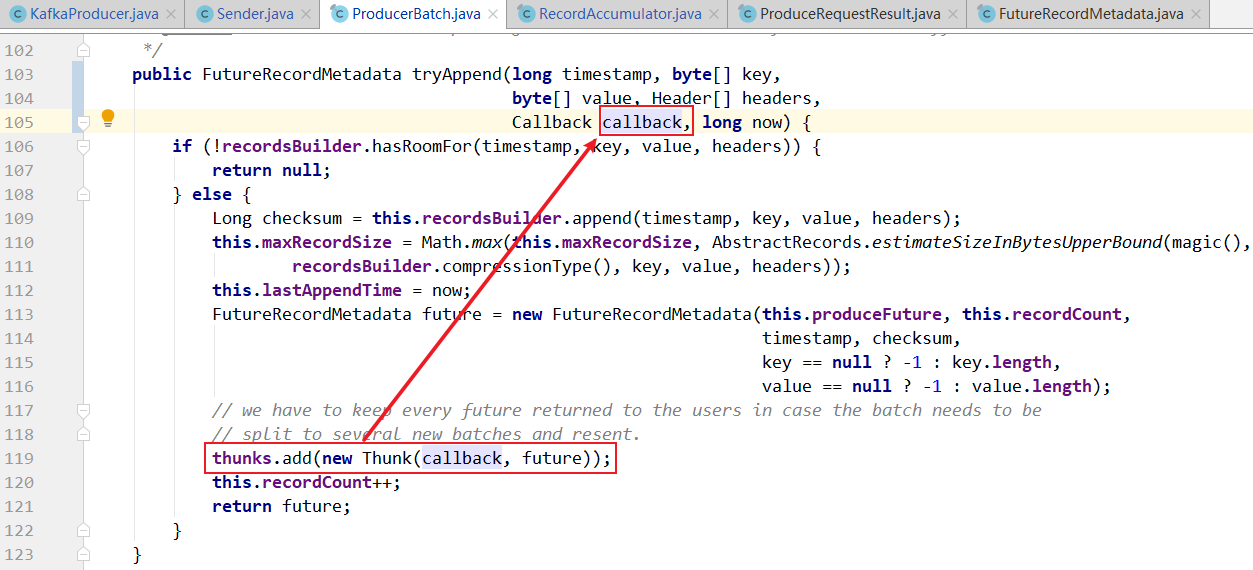 KafkaProducer.java Sender.java ProducerBatch.java RecordAccumulator.java ProduceRequestResult.java FutureRecordMetadata.java
102 */
103 public FutureRecordMetadata tryAppend(long timestamp, byte[] key,
104 byte[] value, Header[] headers,
105 Callback callback, long now) {
106 if (!recordsBuilder.hasRoomFor(timestamp, key, value, headers)) {
107 return null;
108 } else {
109 Long checksum = this.recordsBuilder.append(timestamp, key, value, headers);
110 this.maxRecordSize = Math.max(this.maxRecordSize, AbstractRecords.estimateSizeInBytesUpperBound(magic(),
111 recordsBuilder.compressionType(), key, value, headers));
112 this.lastAppendTime = now;
113 FutureRecordMetadata future = new FutureRecordMetadata(this.produceFuture, this.recordCount,
114 timestamp, checksum,
115 key == null ? -1 : key.length,
116 value == null ? -1 : value.length);
117 // we have to keep every future returned to the users in case the batch needs to be
118 // split to several new batches and resent.
119 thunks.add(new Thunk(callback, future));
120 this.recordCount++;
121 return future;
122 }
123 }